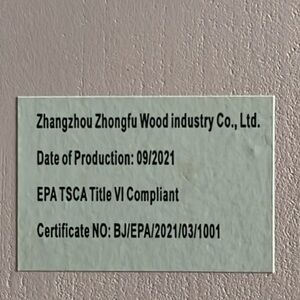 Zhangzhou Zhongfu Wood industry Co., Ltd.
Date of Production: 09/2021
EPA TSCA Title VI Compliant
Certificate NO: BJ/EPA/2021/03/1001